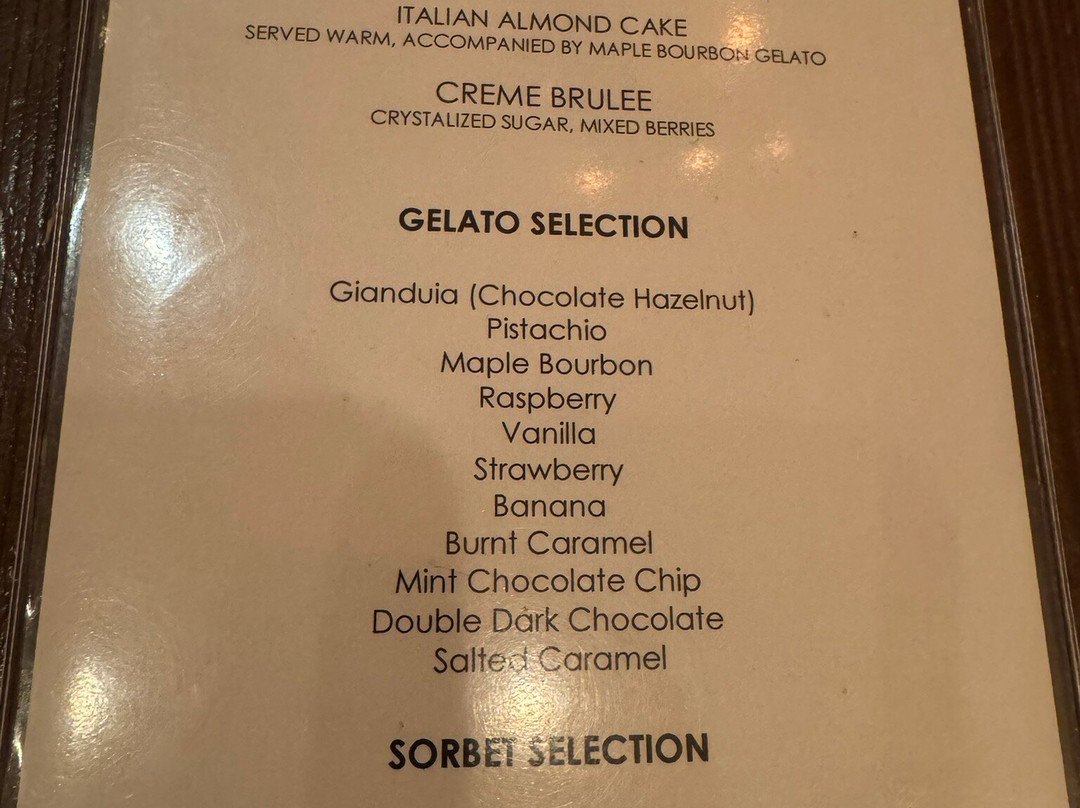 ITALIAN ALMOND CAKE
SERVED WARM, ACCOMPANIED BY MAPLE BOURBON GELATO
CREME BRULEE
CRYSTALIZED SUGAR, MIXED BERRIES
GELATO SELECTION
Gianduia (Chocolate Hazelnut)
Pistachio
Maple Bourbon
Raspberry
Vanilla
Strawberry
Banana
Burnt Caramel
Mint Chocolate Chip
Double Dark Chocolate
Salted Caramel
SORBET SELECTION